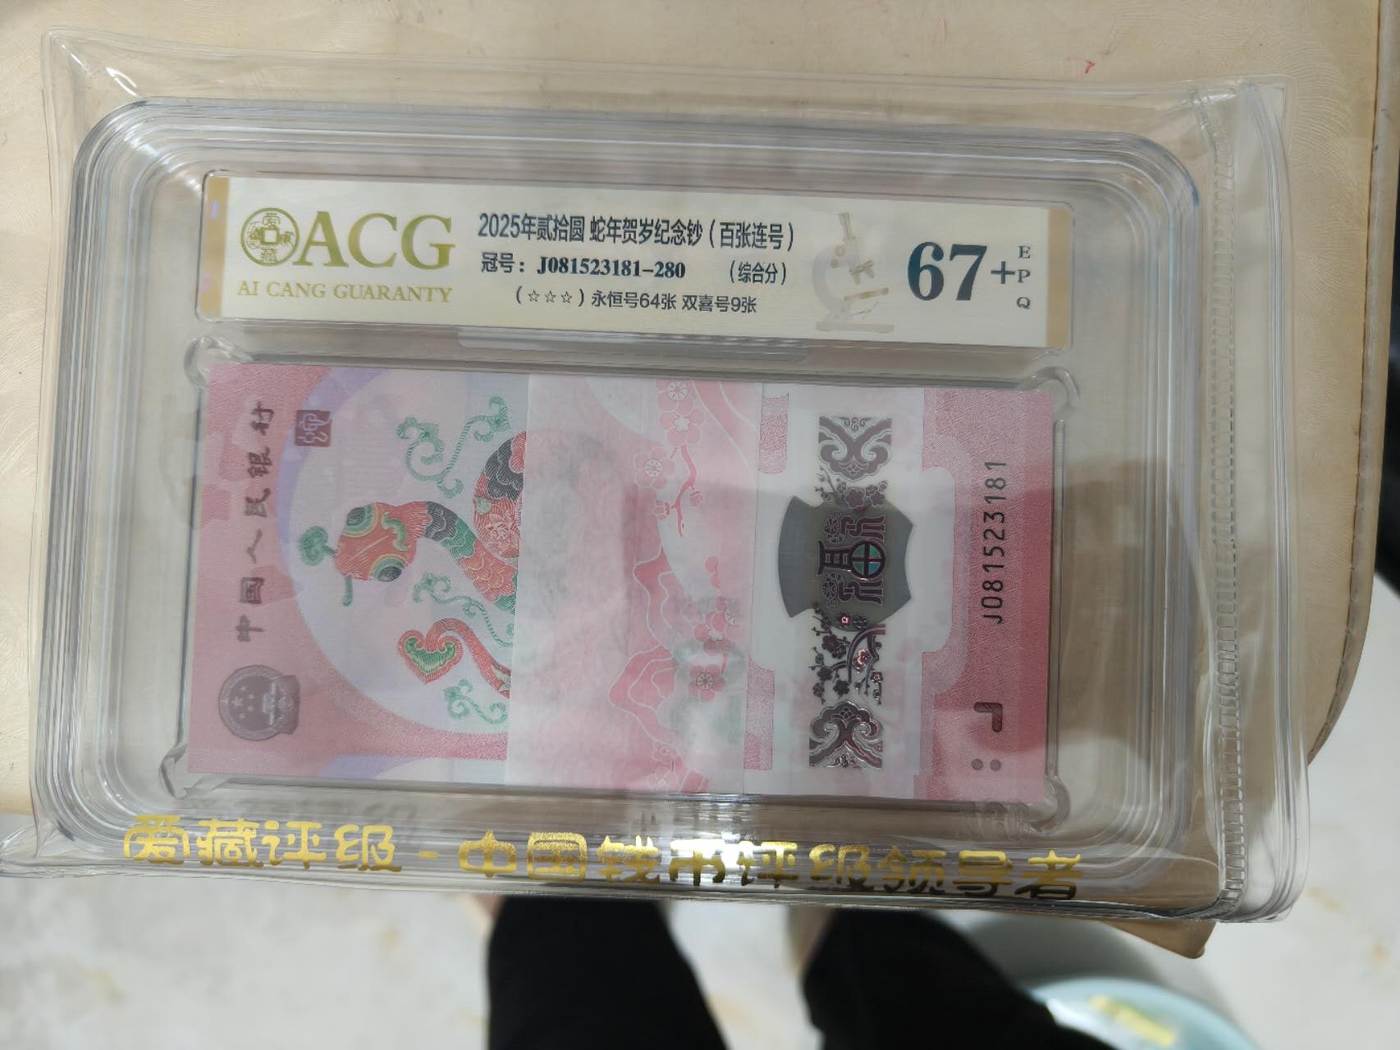 ACG
AI CANG GUARANTY
2025年贰拾圆 蛇年贺岁纪念钞（百张连号）
冠号：J081523181-280 （综合分）
（☆☆☆）永恒号64张 双喜号9张
67+
EPQ
中国人民银行
福
J081523181
爱藏评级-中国钱币评级领导者